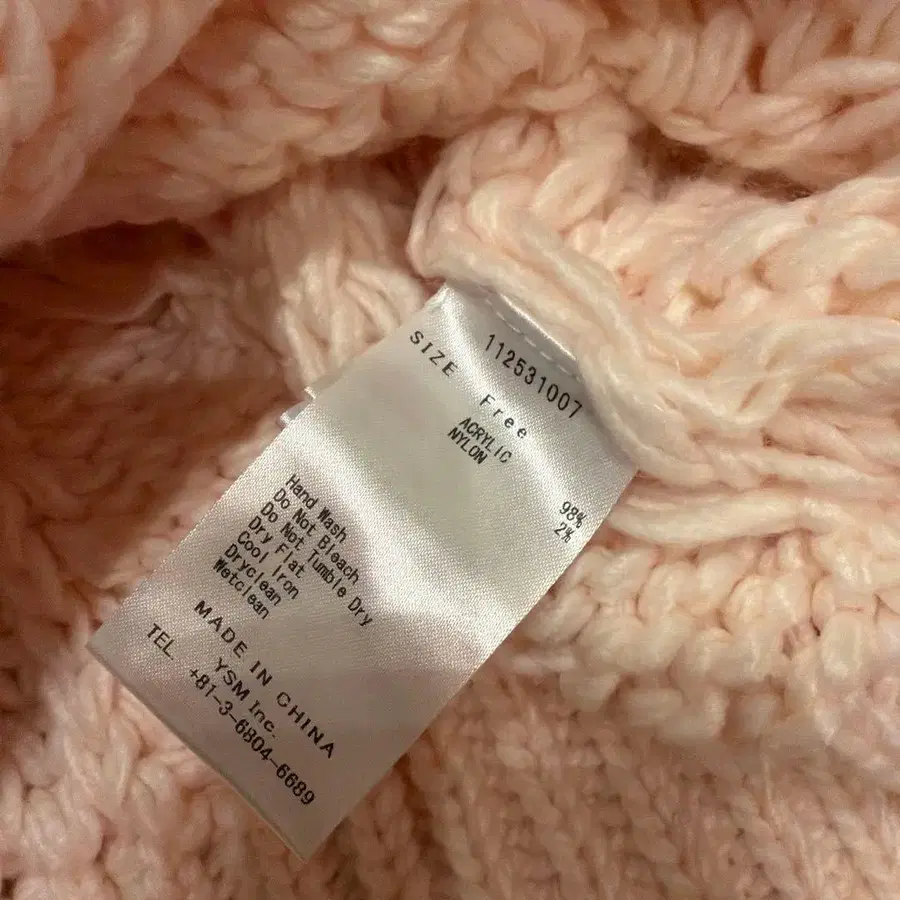 112531007
SIZE Free
ACRYLIC 98%
NYLON 2%
Hand Wash
Do Not Bleach
Do Not Tumble Dry
Dry Flat
Cool Iron
Dryclean
Wetclean
MADE IN CHINA
YSM Inc.
TEL +81-3-6804-6689